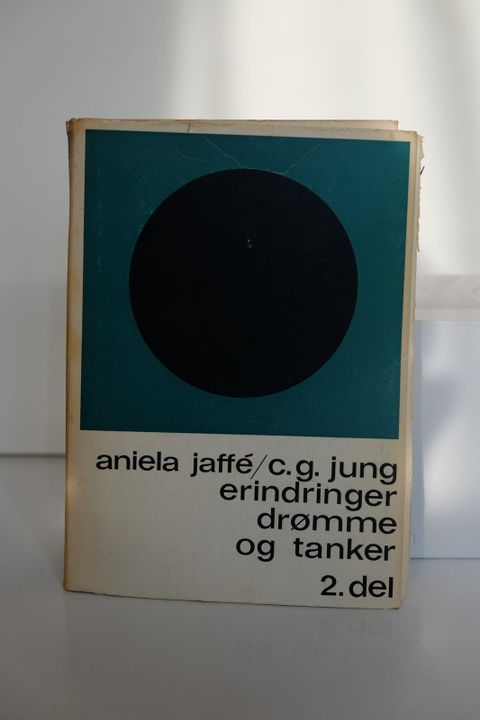 aniela jaffé/c.g. jung
erindringer
drømme
og tanker
2.del